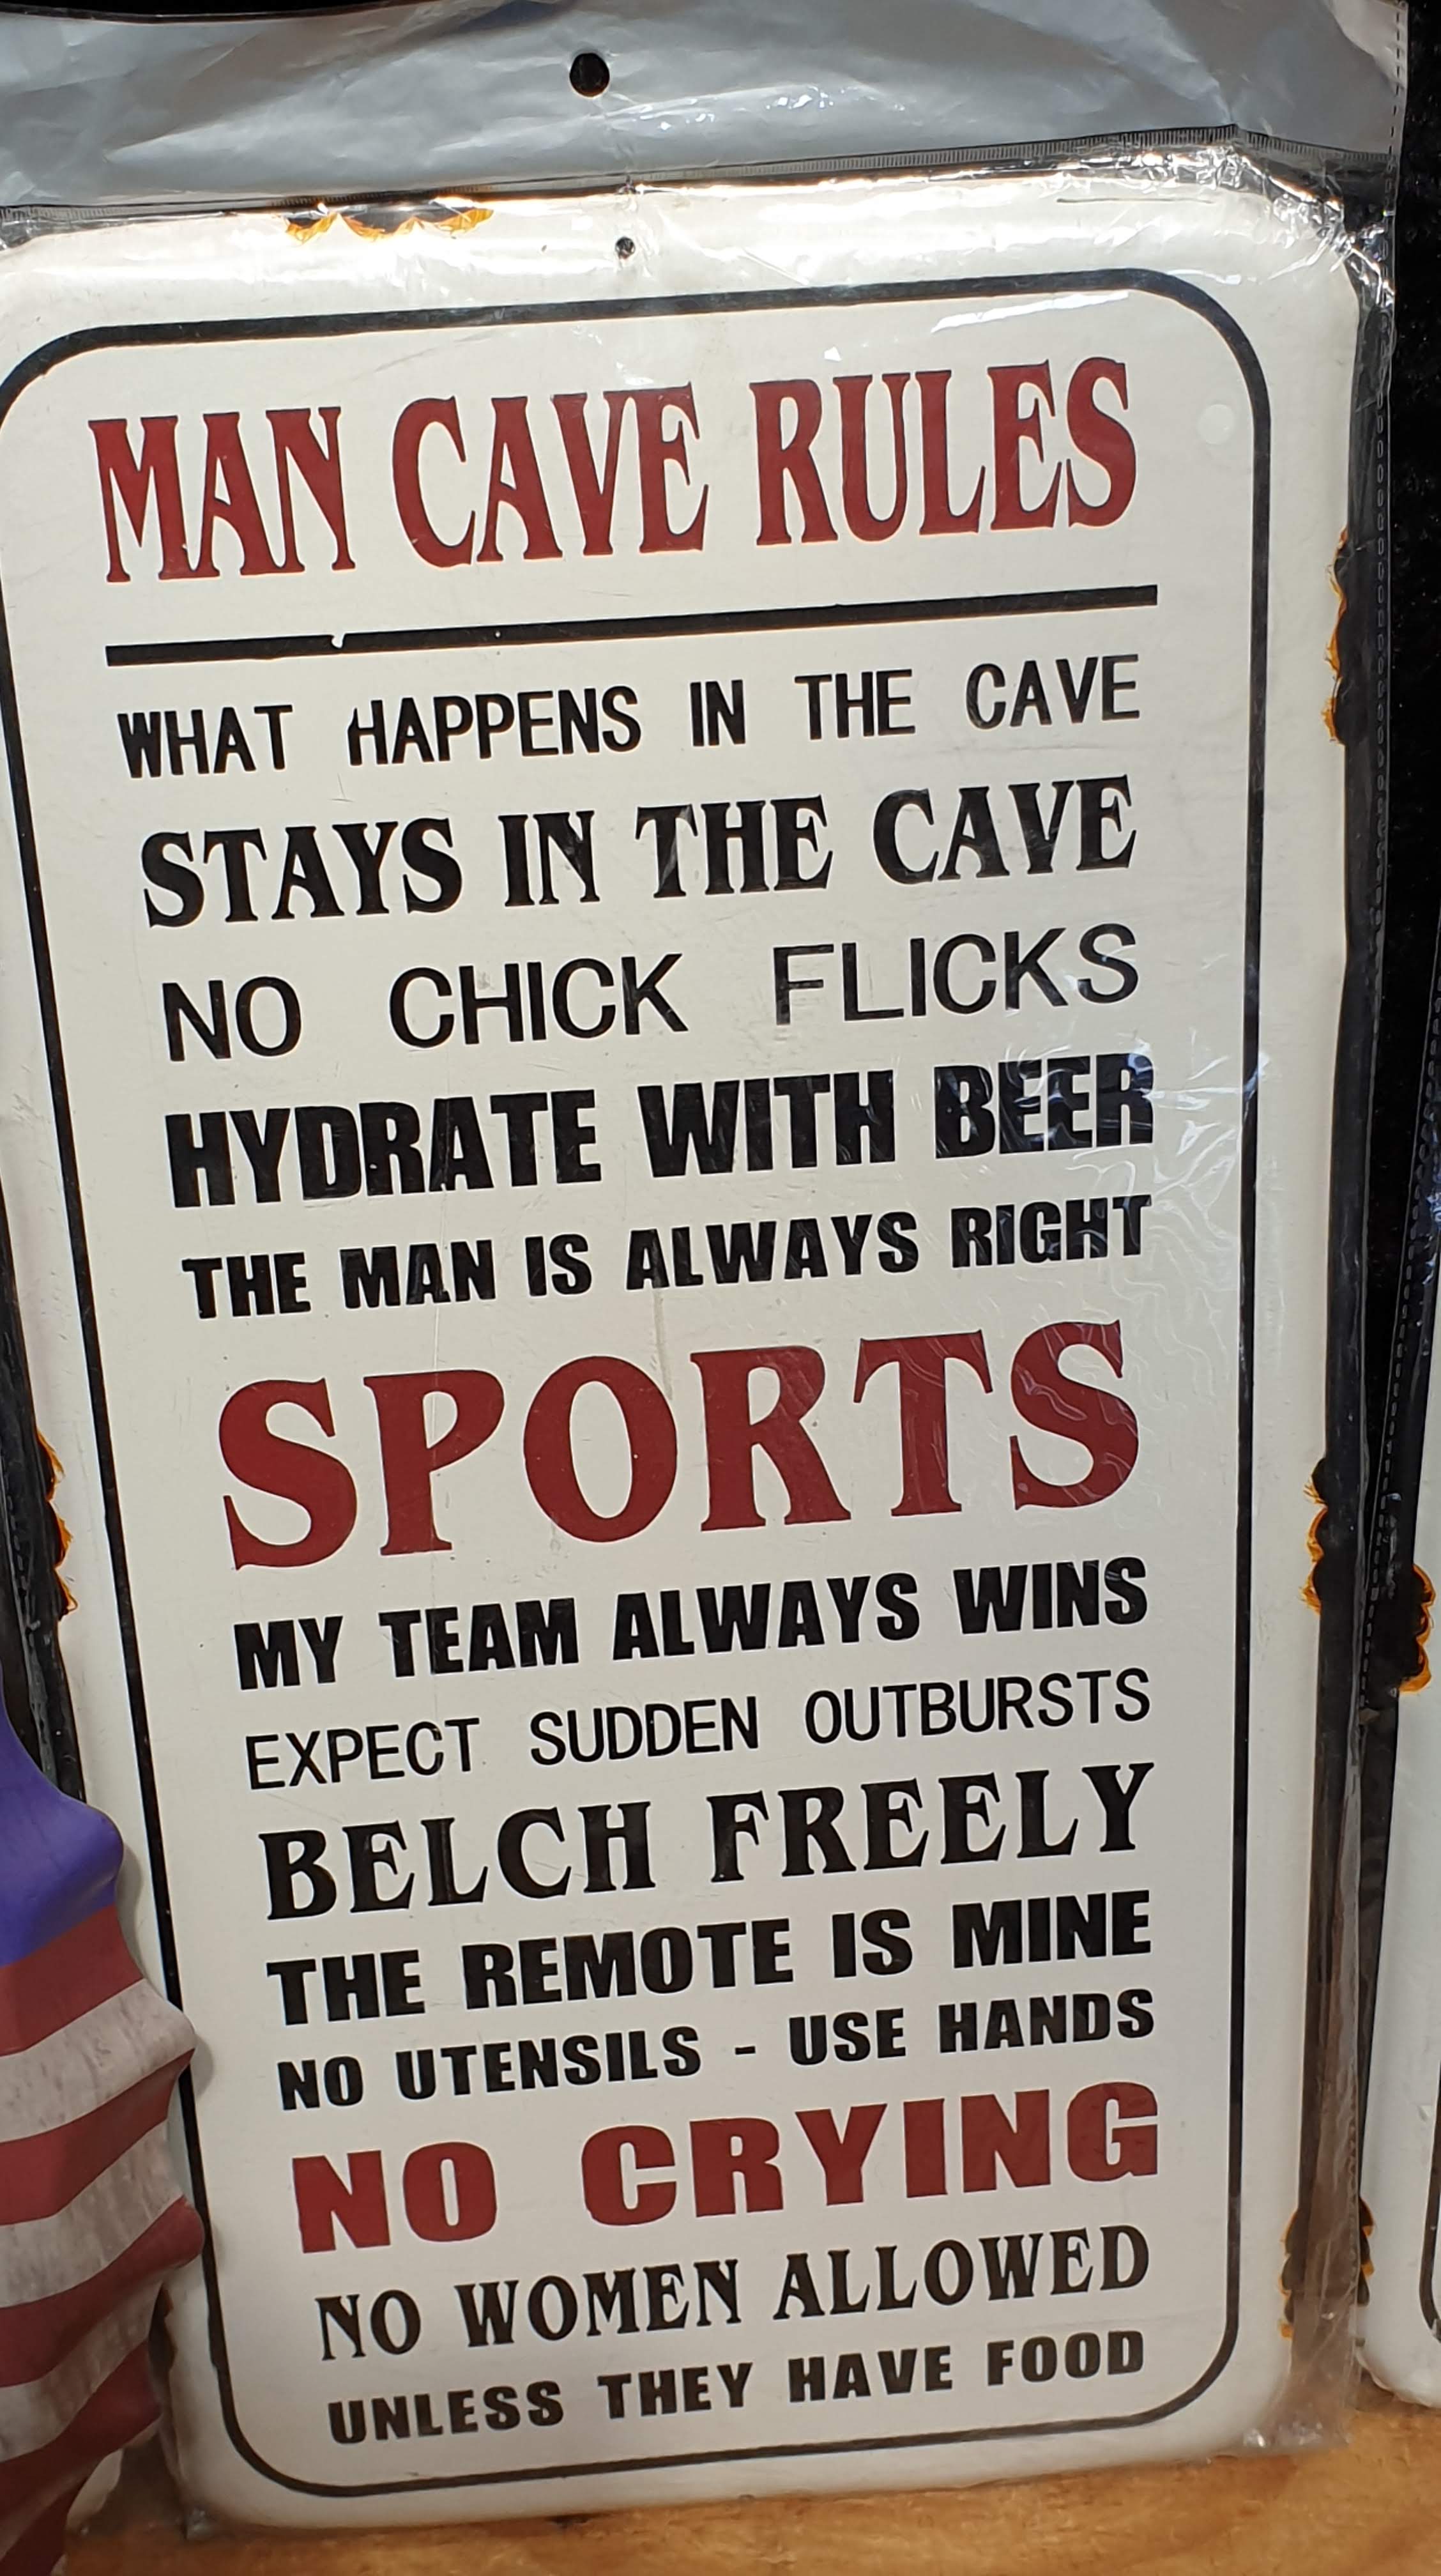 MAN CAVE RULES
WHAT HAPPENS IN THE CAVE
STAYS IN THE CAVE
NO CHICK FLICKS
HYDRATE WITH BEER
THE MAN IS ALWAYS RIGHT
SPORTS
MY TEAM ALWAYS WINS
EXPECT SUDDEN OUTBURSTS
BELCH FREELY
THE REMOTE IS MINE
NO UTENSILS - USE HANDS
NO CRYING
NO WOMEN ALLOWED
UNLESS THEY HAVE FOOD